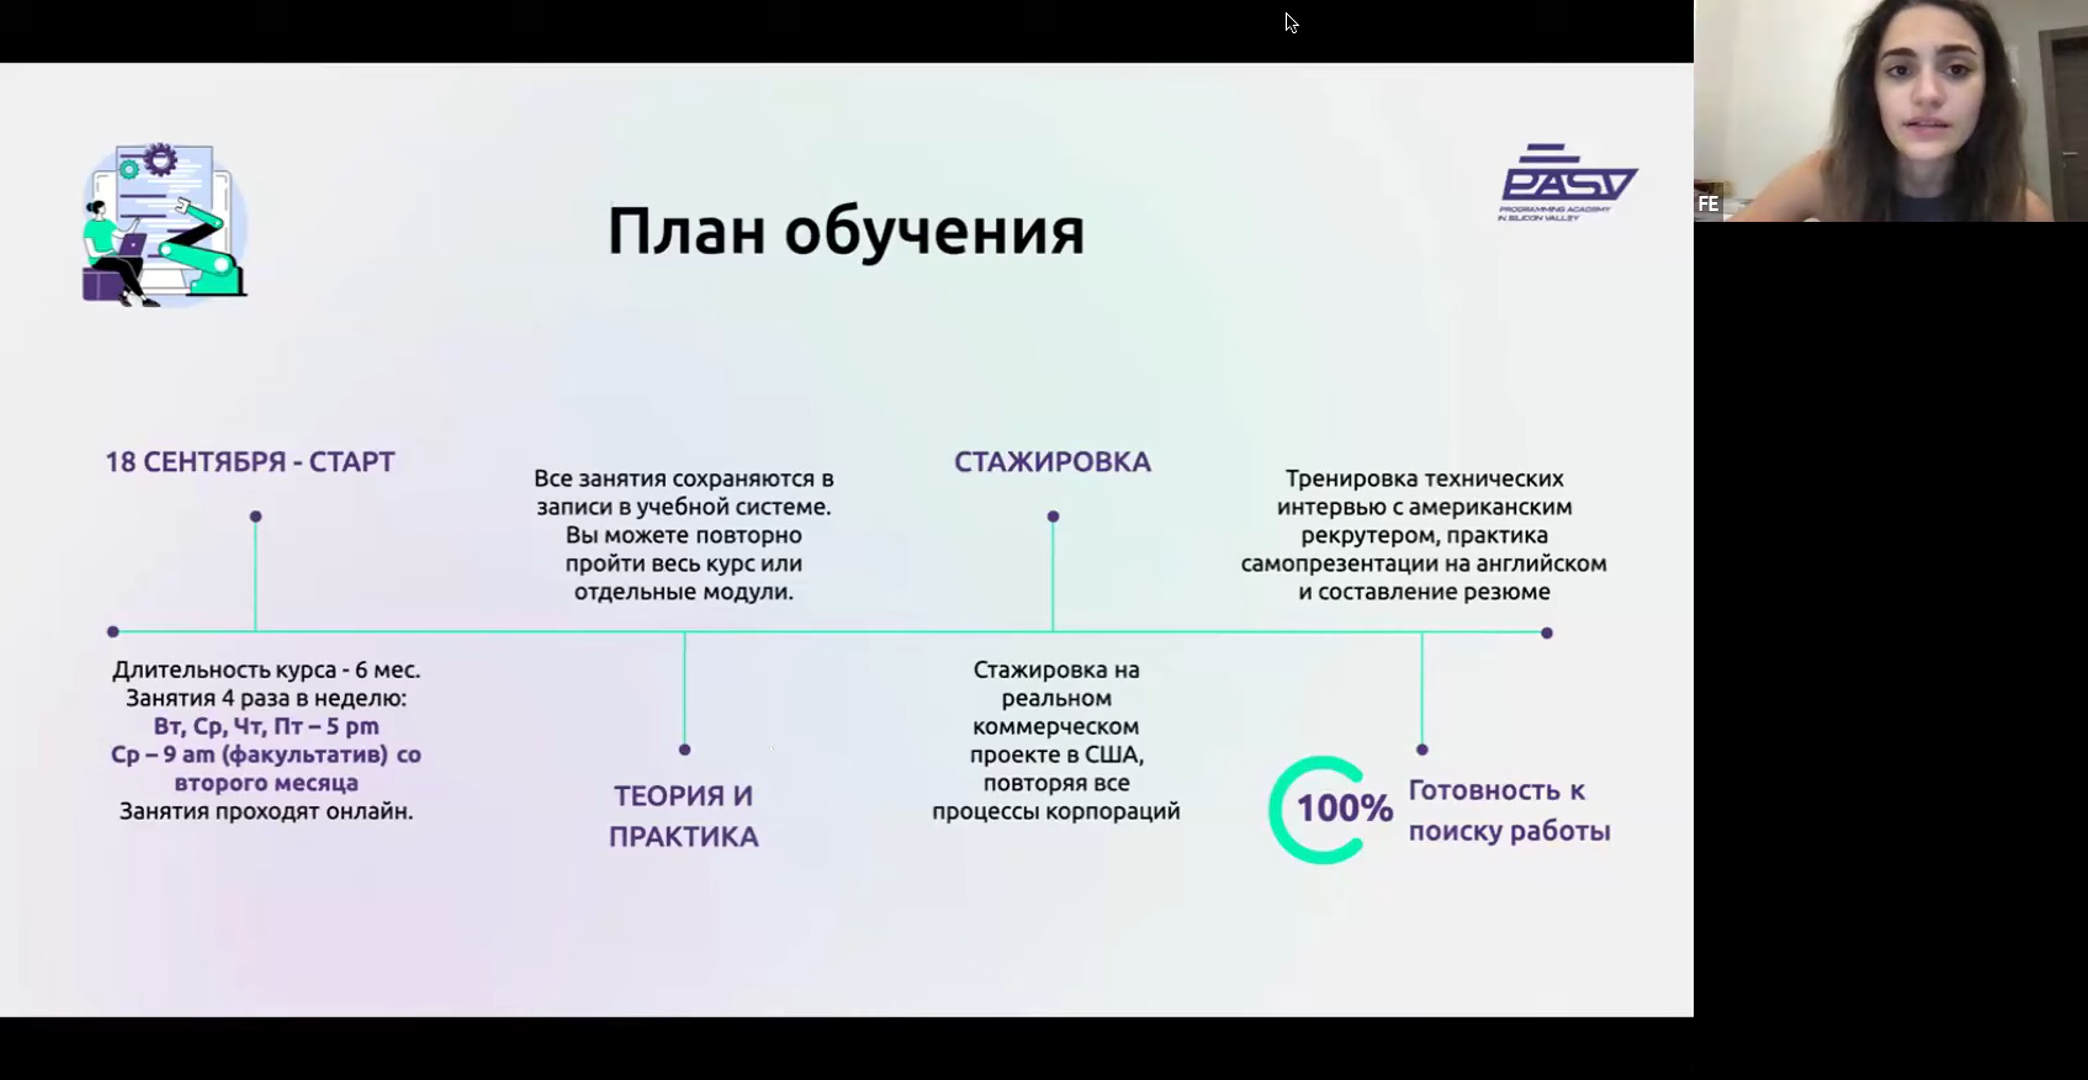 План обучения
PASV
PROGRAMMING ACADEMY
IN SILICON VALLEY
FE
18 СЕНТЯБРЯ - СТАРТ
Длительность курса - 6 мес.
Занятия 4 раза в неделю:
Вт, Ср, Чт, Пт – 5 pm
Ср – 9 am (факультатив) со
второго месяца
Занятия проходят онлайн.
Все занятия сохраняются в
записи в учебной системе.
Вы можете повторно
пройти весь курс или
отдельные модули.
ТЕОРИЯ И
ПРАКТИКА
СТАЖИРОВКА
Стажировка на
реальном
коммерческом
проекте в США,
повторяя все
процессы корпораций
Тренировка технических
интервью с американским
рекрутером, практика
самопрезентации на английском
и составление резюме
100%
Готовность к
поиску работы